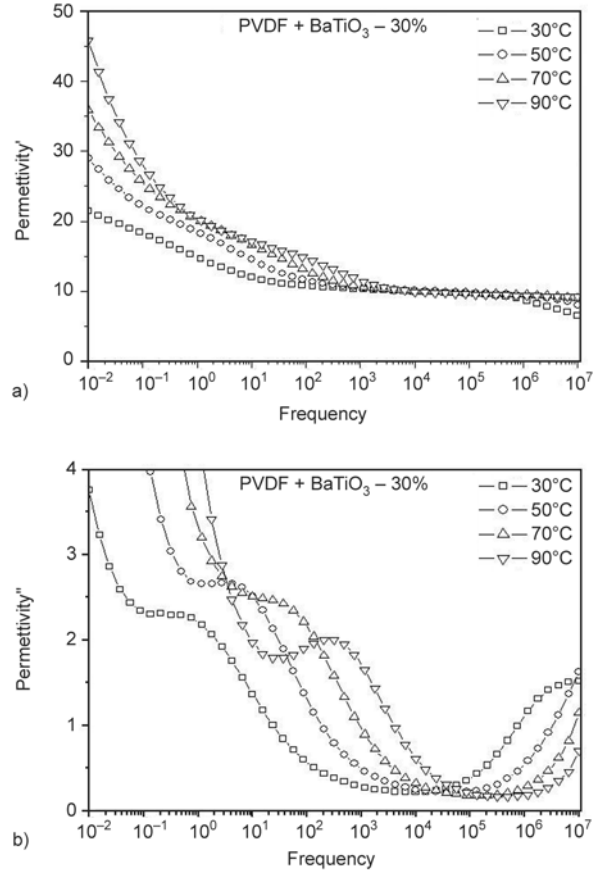 PVDF + BaTiO₃ – 30%
30°C
50°C
70°C
90°C
50
40
30
20
10
0
Permettivity'
10⁻² 10⁻¹ 10⁰ 10¹ 10² 10³ 10⁴ 10⁵ 10⁶ 10⁷
a)
Frequency
PVDF + BaTiO₃ – 30%
30°C
50°C
70°C
90°C
4
3
2
1
0
Permettivity"
10⁻² 10⁻¹ 10⁰ 10¹ 10² 10³ 10⁴ 10⁵ 10⁶ 10⁷
b)
Frequency